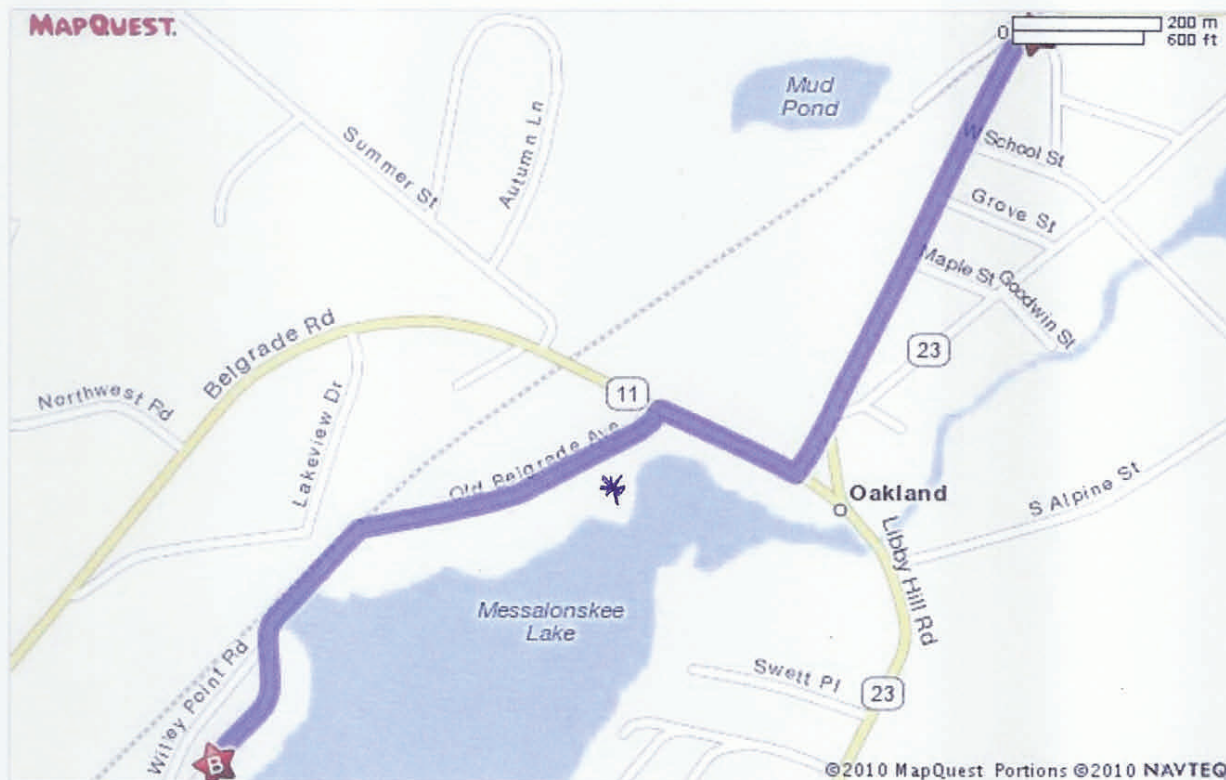 MAPQUEST.
0
200 m
600 ft
Mud
Pond
Summer St
Autumn Ln
W School St
Grove St
Maple St
Goodwin St
23
Belgrade Rd
11
Northwest Rd
Lakeview Dr
Old Belgrade Ave
Oakland
S Alpine St
Libby Hill Rd
Messalonskee
Lake
Swett Pl
23
Witley Point Rd
B
©2010 MapQuest Portions ©2010 NAVTEQ